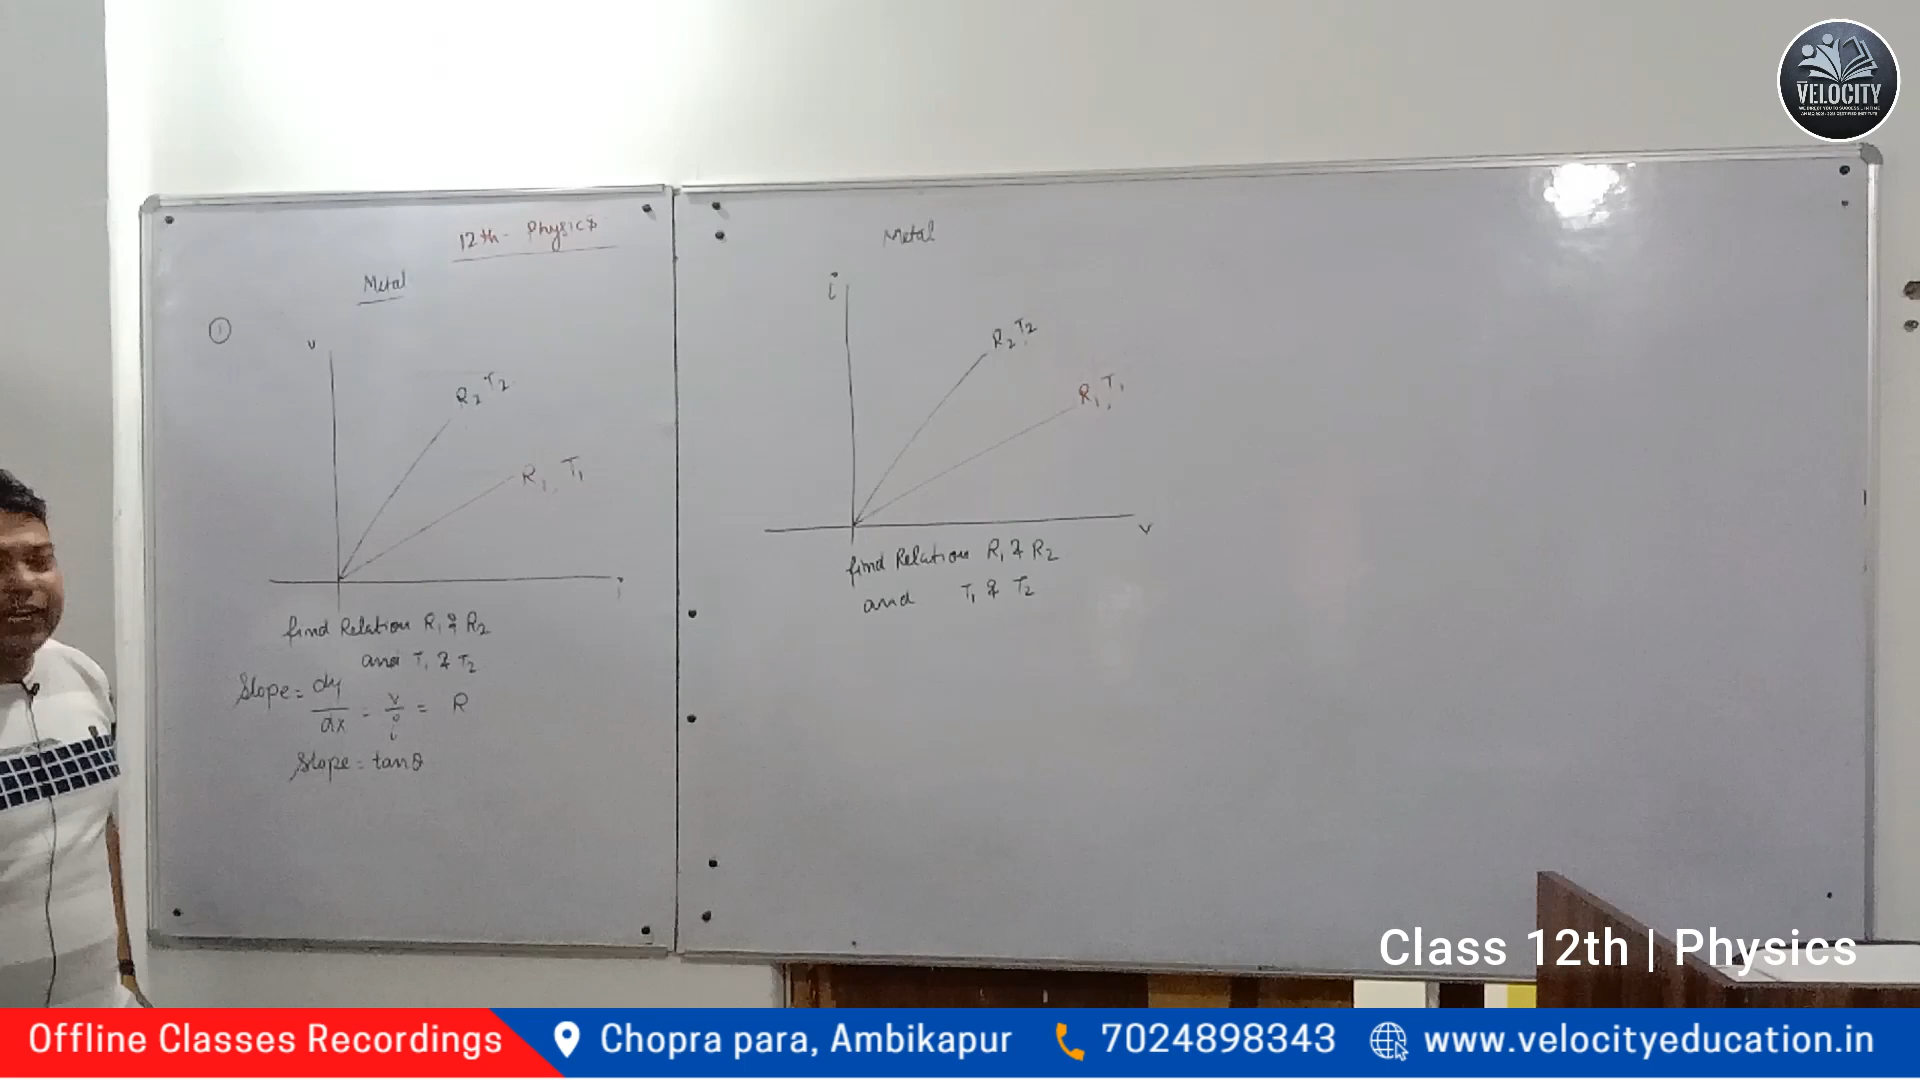 VELOCITY
12th- Physics
Metal
1
v
R2 T2
R1, T1
i
find Relation R1 & R2
and T1 & T2
Slope = dy/dx = v/i = R
Slope = tanθ
Metal
i
R2, T2
R1, T1
v
find Relation R1 & R2
and T1 & T2
Class 12th | Physics
Offline Classes Recordings
Chopra para, Ambikapur
7024898343
www.velocityeducation.in